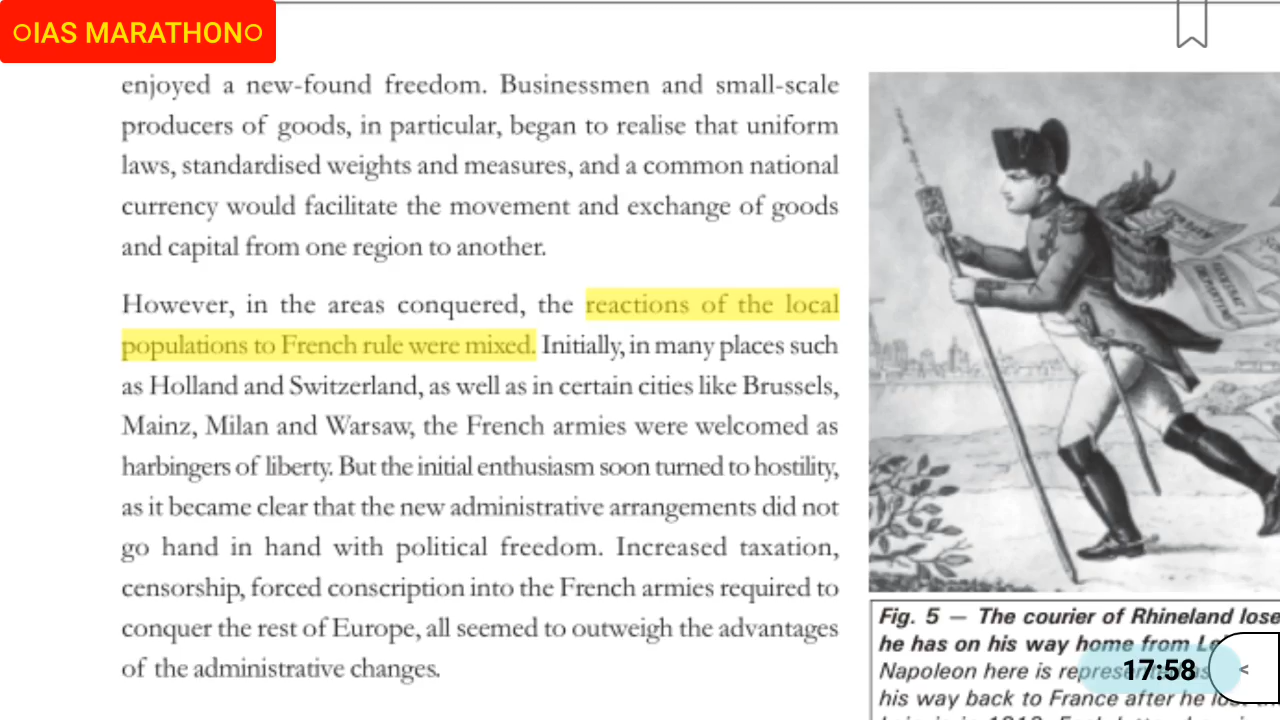 ○IAS MARATHON○
enjoyed a new-found freedom. Businessmen and small-scale
producers of goods, in particular, began to realise that uniform
laws, standardised weights and measures, and a common national
currency would facilitate the movement and exchange of goods
and capital from one region to another.
However, in the areas conquered, the reactions of the local
populations to French rule were mixed. Initially, in many places such
as Holland and Switzerland, as well as in certain cities like Brussels,
Mainz, Milan and Warsaw, the French armies were welcomed as
harbingers of liberty. But the initial enthusiasm soon turned to hostility,
as it became clear that the new administrative arrangements did not
go hand in hand with political freedom. Increased taxation,
censorship, forced conscription into the French armies required to
conquer the rest of Europe, all seemed to outweigh the advantages
of the administrative changes.
Fig. 5 — The courier of Rhineland lose
he has on his way home from
Napoleon here is
his way back to France after he
17:58
<